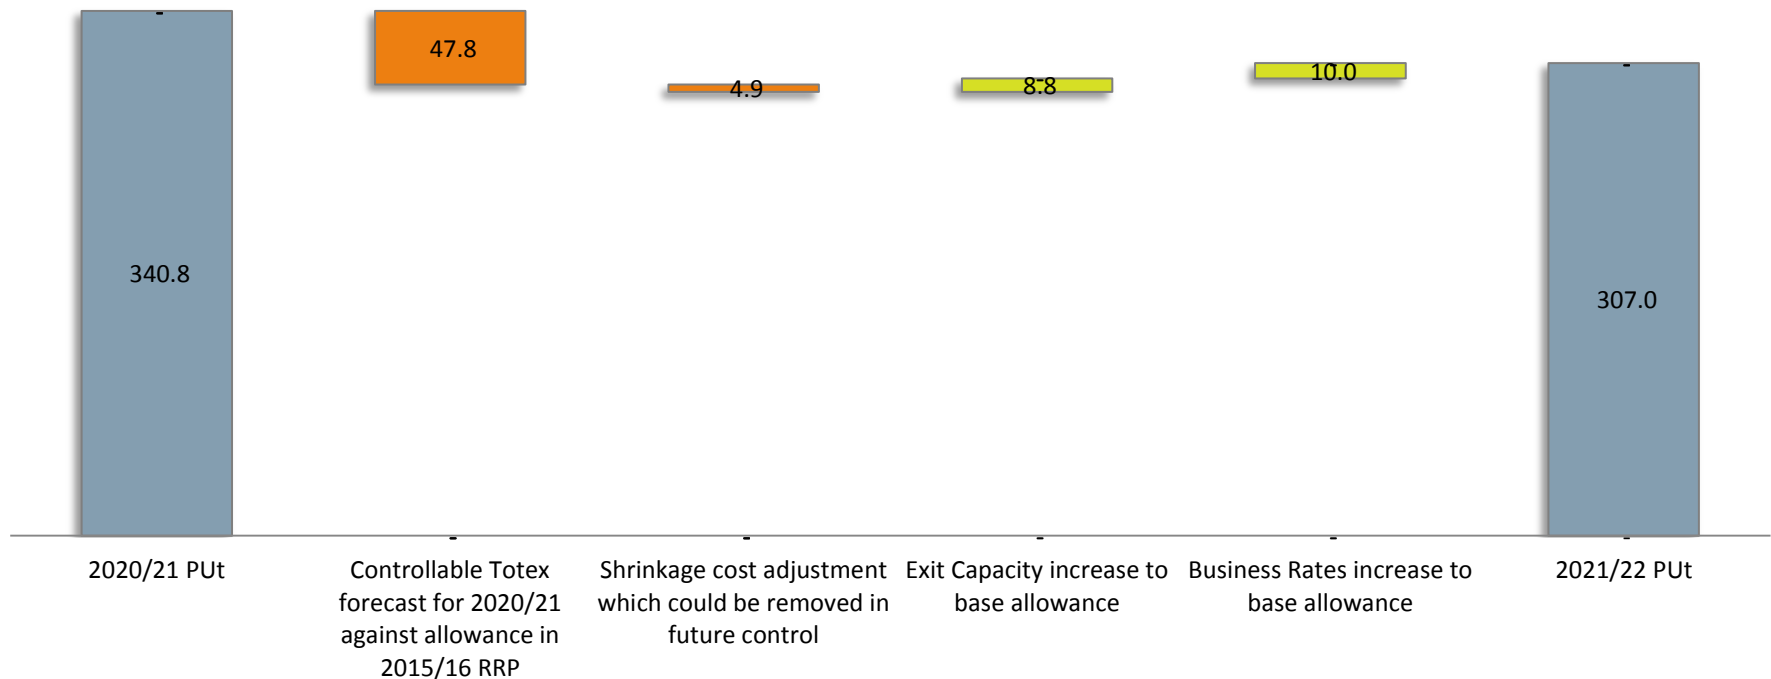 47.8
4.9
8.8
10.0
340.8
307.0
2020/21 PUt
Controllable Totex
forecast for 2020/21
against allowance in
2015/16 RRP
Shrinkage cost adjustment
which could be removed in
future control
Exit Capacity increase to
base allowance
Business Rates increase to
base allowance
2021/22 PUt